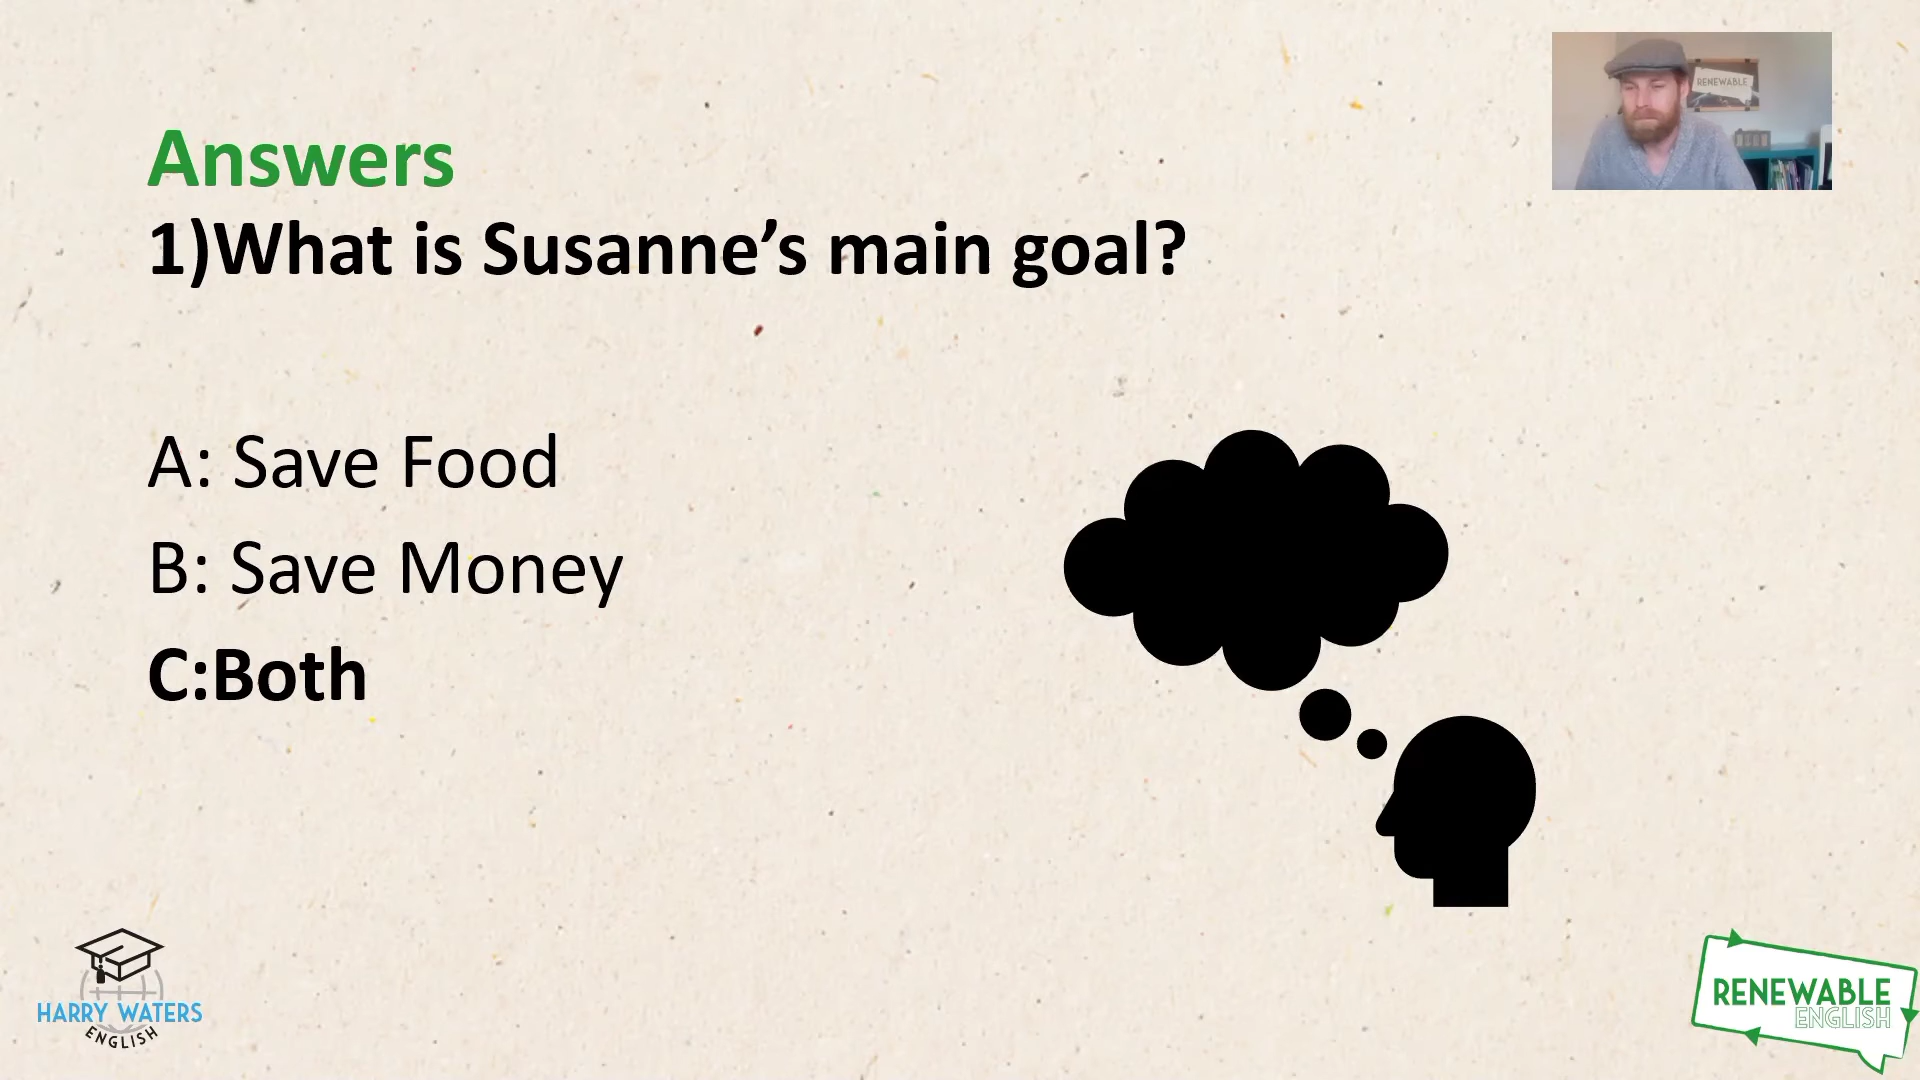 Answers
1)What is Susanne’s main goal?
A: Save Food
B: Save Money
C:Both
RENEWABLE
HARRY WATERS
ENGLISH
RENEWABLE
ENGLISH